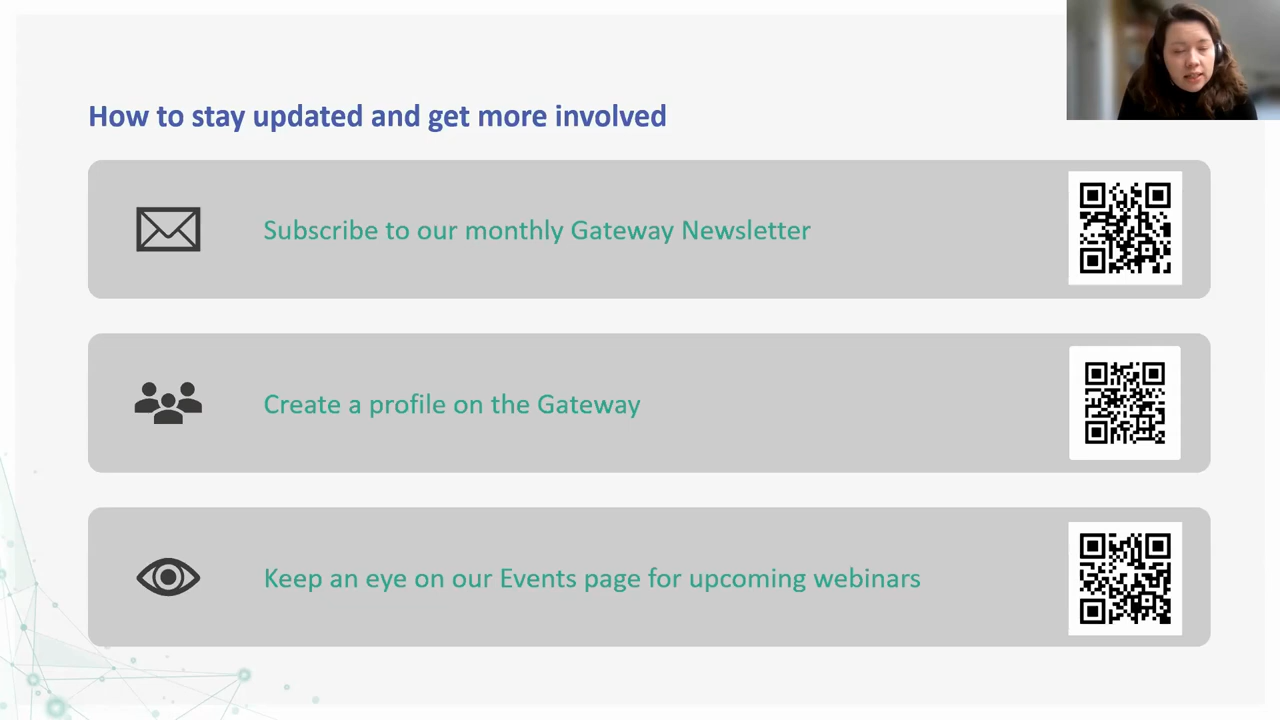 How to stay updated and get more involved
Subscribe to our monthly Gateway Newsletter
Create a profile on the Gateway
Keep an eye on our Events page for upcoming webinars